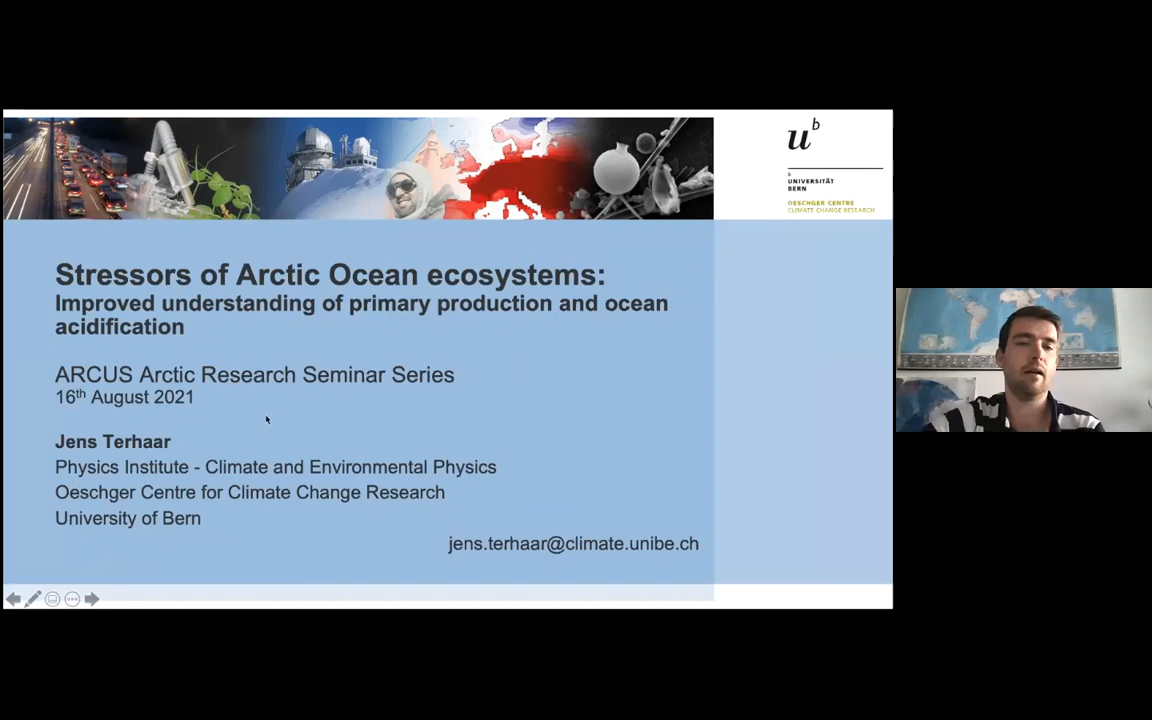 u^b
b
UNIVERSITÄT
BERN
OESCHGER CENTRE
CLIMATE CHANGE RESEARCH
Stressors of Arctic Ocean ecosystems:
Improved understanding of primary production and ocean
acidification
ARCUS Arctic Research Seminar Series
16th August 2021
Jens Terhaar
Physics Institute - Climate and Environmental Physics
Oeschger Centre for Climate Change Research
University of Bern
jens.terhaar@climate.unibe.ch